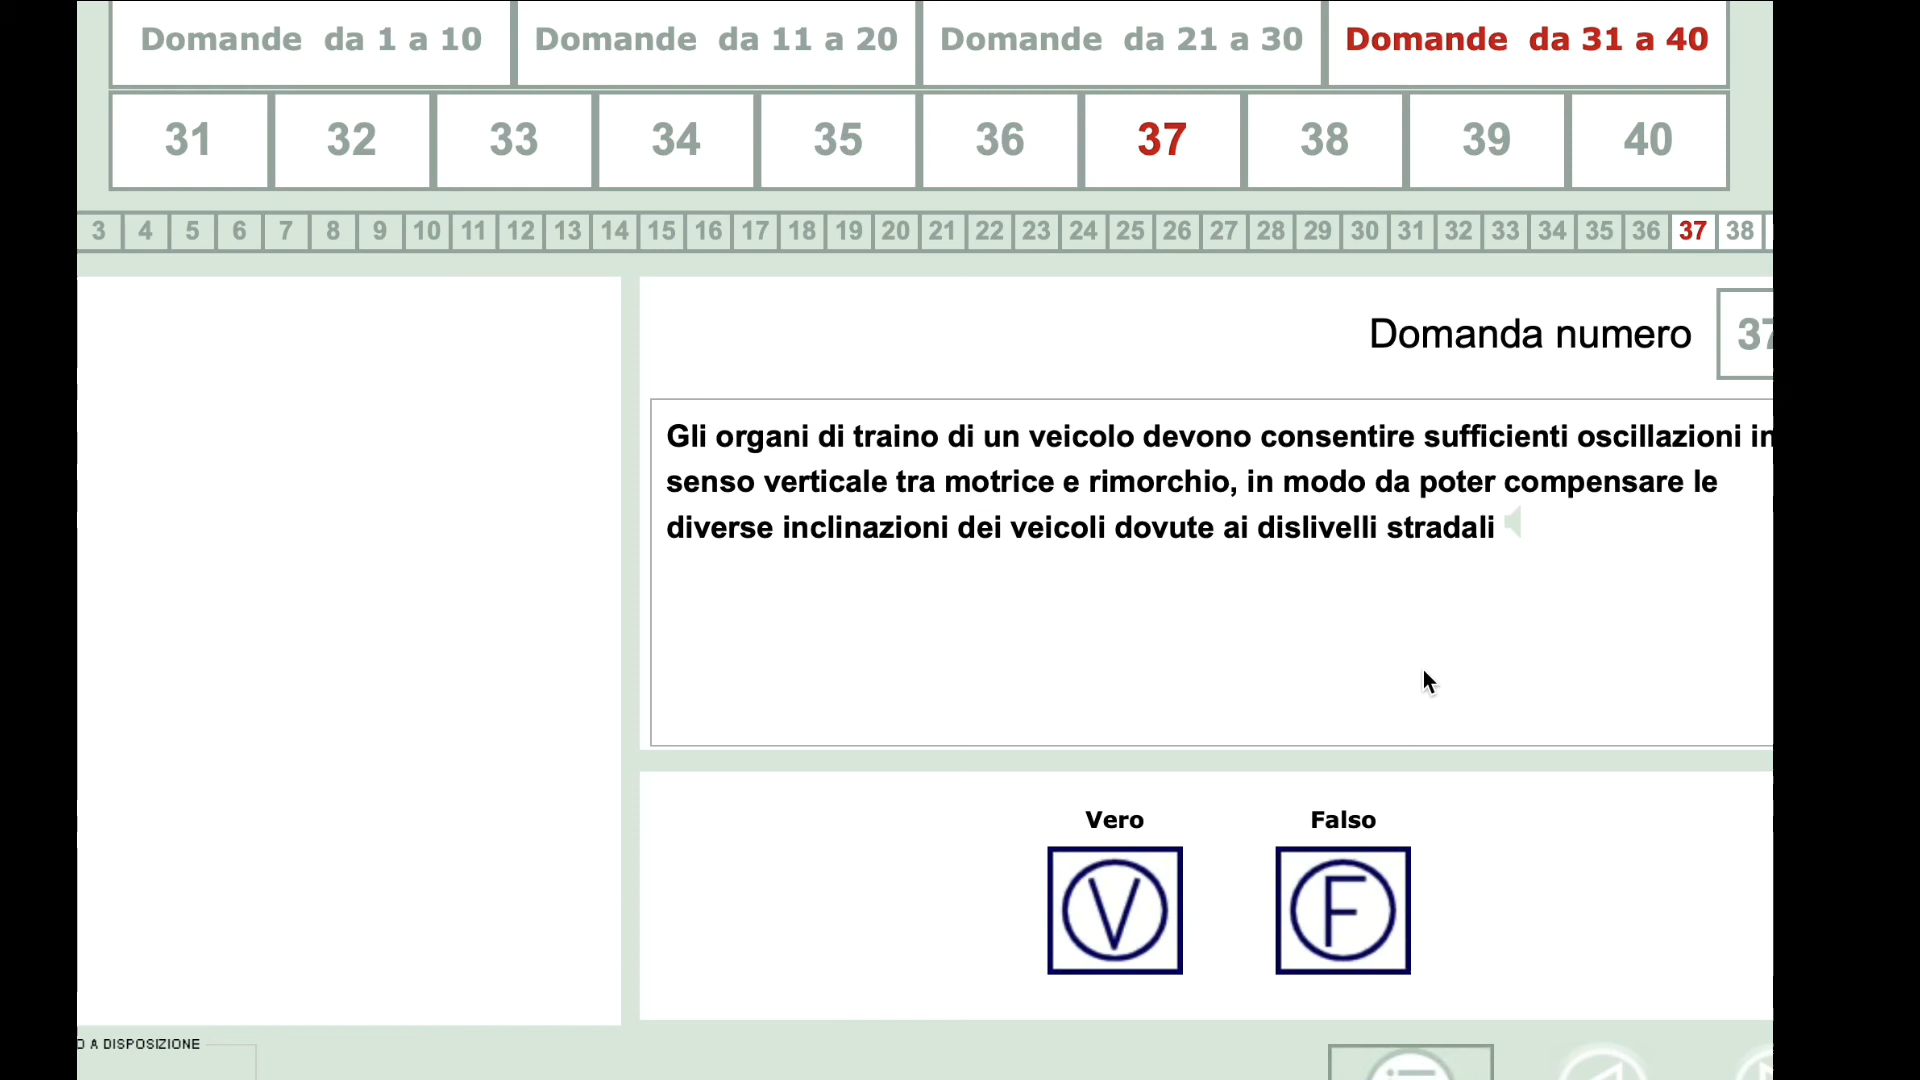 Domande da 1 a 10 Domande da 11 a 20 Domande da 21 a 30 Domande da 31 a 40
31 32 33 34 35 36 37 38 39 40
3 4 5 6 7 8 9 10 11 12 13 14 15 16 17 18 19 20 21 22 23 24 25 26 27 28 29 30 31 32 33 34 35 36 37 38
Domanda numero 37
Gli organi di traino di un veicolo devono consentire sufficienti oscillazioni in
senso verticale tra motrice e rimorchio, in modo da poter compensare le
diverse inclinazioni dei veicoli dovute ai dislivelli stradali
Vero Falso
V F
A DISPOSIZIONE